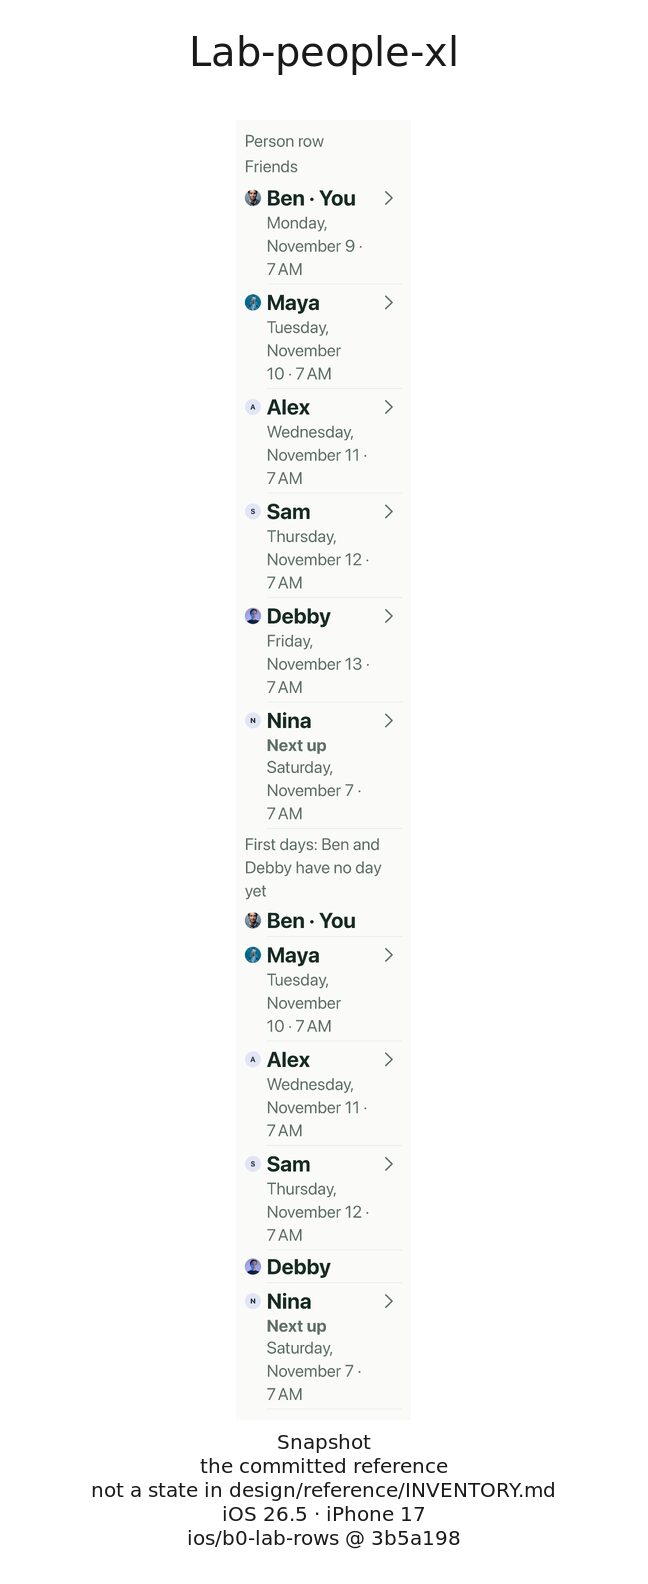 Lab-people-xl
Person row
Friends
Ben · You
Monday,
November 9 ·
7 AM
Maya
Tuesday,
November
10 · 7 AM
A
Alex
Wednesday,
November 11 ·
7 AM
S
Sam
Thursday,
November 12 ·
7 AM
Debby
Friday,
November 13 ·
7 AM
N
Nina
Next up
Saturday,
November 7 ·
7 AM
First days: Ben and
Debby have no day
yet
Ben · You
Maya
Tuesday,
November
10 · 7 AM
A
Alex
Wednesday,
November 11 ·
7 AM
S
Sam
Thursday,
November 12 ·
7 AM
Debby
N
Nina
Next up
Saturday,
November 7 ·
7 AM
Snapshot
the committed reference
not a state in design/reference/INVENTORY.md
iOS 26.5 · iPhone 17
ios/b0-lab-rows @ 3b5a198